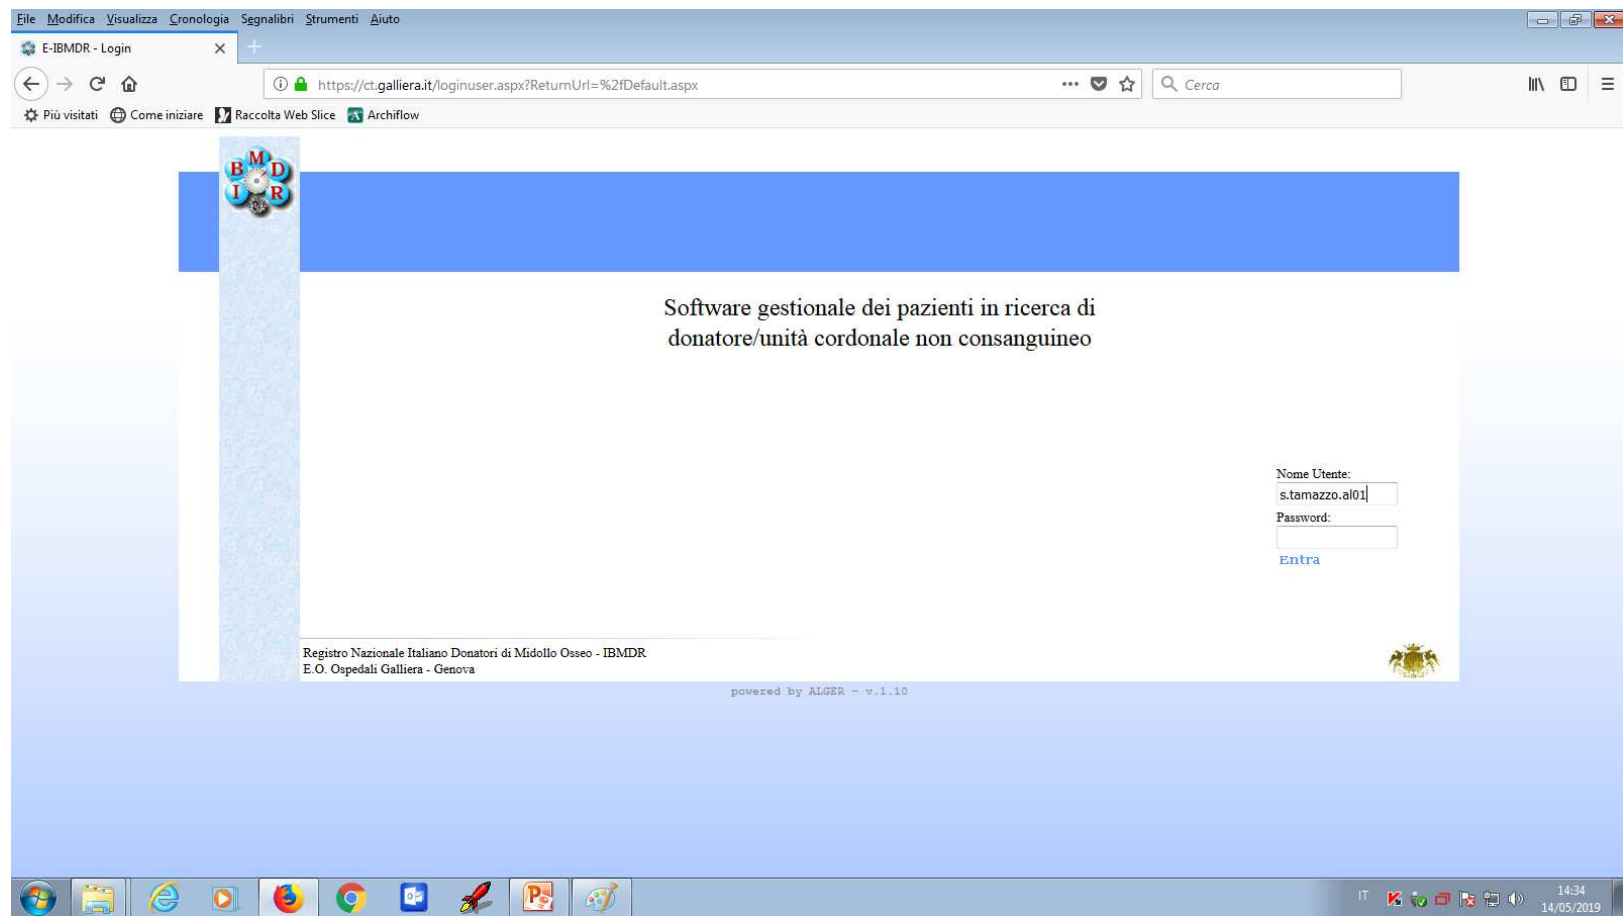 File Modifica Visualizza Cronologia Segnalibri Strumenti Aiuto
E-IBMDR - Login
https://ct.galliera.it/loginuser.aspx?ReturnUrl=%2fDefault.aspx
Cerca
Più visitati Come iniziare Raccolta Web Slice Archiflow
B M D
I R
Software gestionale dei pazienti in ricerca di
donatore/unità cordonale non consanguineo
Nome Utente:
s.tamazzo.al01
Password:
Entra
Registro Nazionale Italiano Donatori di Midollo Osseo - IBMDR
E.O. Ospedali Galliera - Genova
powered by ALGER - v.1.10
IT
14:34
14/05/2019